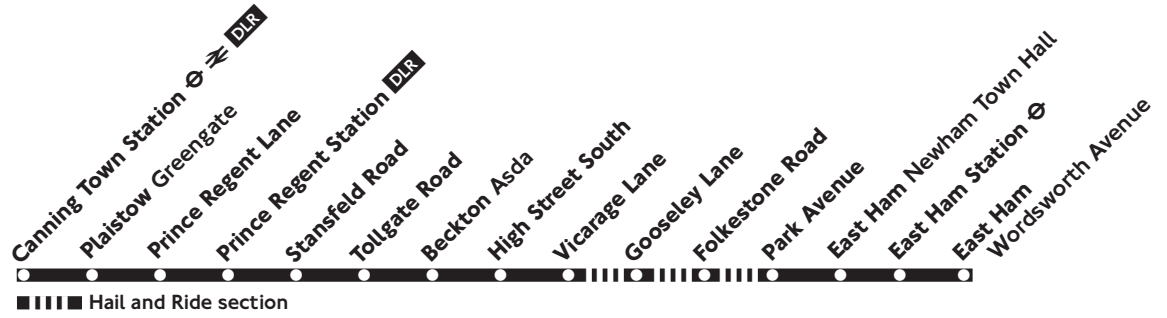 Canning Town Station DLR
Plaistow Greengate
Prince Regent Lane
Prince Regent Station DLR
Stansfeld Road
Tollgate Road
Beckton Asda
High Street South
Vicarage Lane
Gooseley Lane
Folkestone Road
Park Avenue
East Ham Newham Town Hall
East Ham Station
East Ham
Wordsworth Avenue
Hail and Ride section